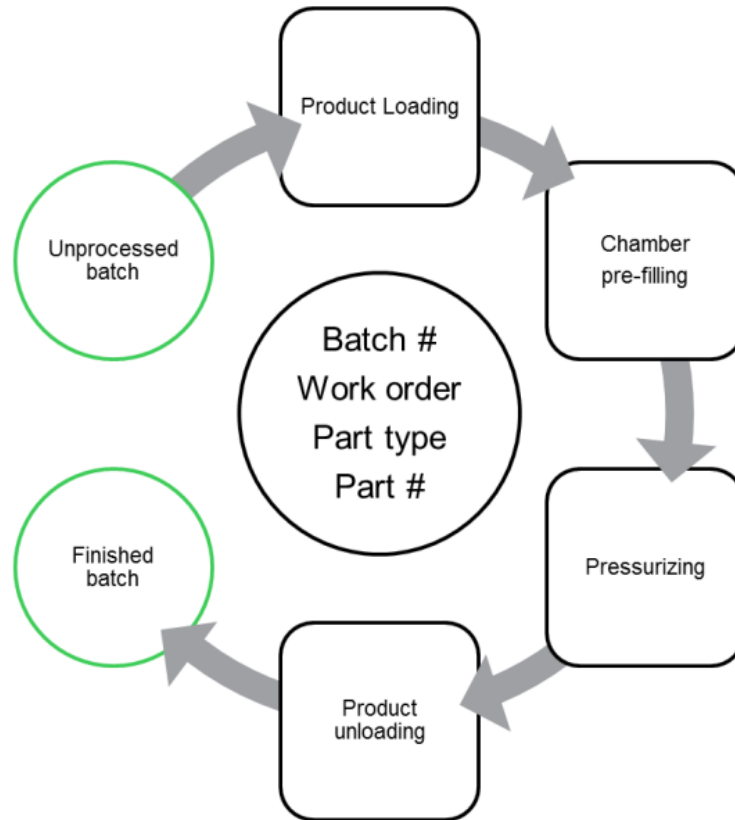 Product Loading
Unprocessed
batch
Chamber
pre-filling
Batch #
Work order
Part type
Part #
Finished
batch
Pressurizing
Product
unloading